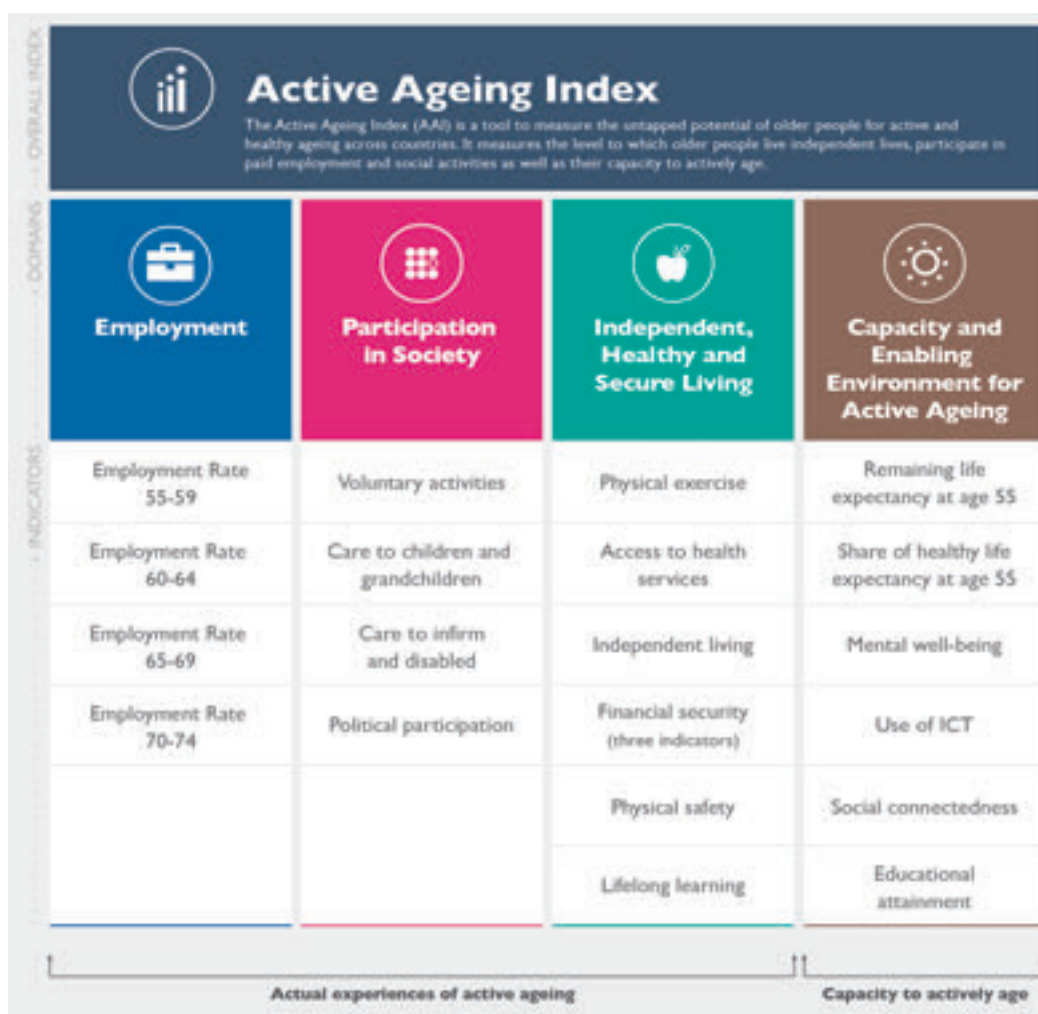 OVERALL INDEX
Active Ageing Index
The Active Ageing Index (AAI) is a tool to measure the untapped potential of older people for active and
healthy ageing across countries. It measures the level to which older people live independent lives, participate in
paid employment and social activities as well as their capacity to actively age.
DOMAINS
Employment
Participation
in Society
Independent,
Healthy and
Secure Living
Capacity and
Enabling
Environment for
Active Ageing
INDICATORS
Employment Rate
55-59
Voluntary activities
Physical exercise
Remaining life
expectancy at age 55
Employment Rate
60-64
Care to children and
grandchildren
Access to health
services
Share of healthy life
expectancy at age 55
Employment Rate
65-69
Care to infirm
and disabled
Independent living
Mental well-being
Employment Rate
70-74
Political participation
Financial security
(three indicators)
Use of ICT
Physical safety
Social connectedness
Lifelong learning
Educational
attainment
Actual experiences of active ageing
Capacity to actively age